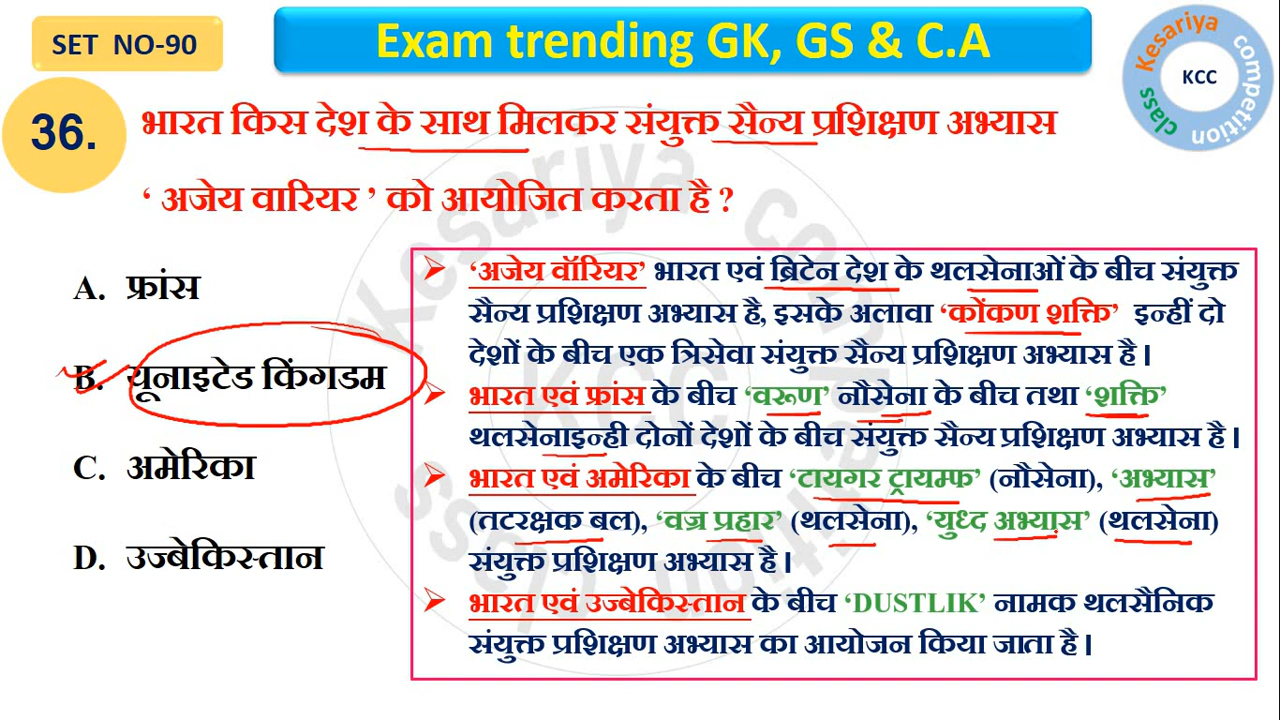 SET NO-90
Exam trending GK, GS & C.A
Kesariya competition class
KCC
36.
भारत किस देश के साथ मिलकर संयुक्त सैन्य प्रशिक्षण अभ्यास
‘ अजेय वारियर ’ को आयोजित करता है ?
A. फ्रांस
B. यूनाइटेड किंगडम
C. अमेरिका
D. उज्बेकिस्तान
‘अजेय वॉरियर’ भारत एवं ब्रिटेन देश के थलसेनाओं के बीच संयुक्त
सैन्य प्रशिक्षण अभ्यास है, इसके अलावा ‘कोंकण शक्ति’ इन्हीं दो
देशों के बीच एक त्रिसेवा संयुक्त सैन्य प्रशिक्षण अभ्यास है।
भारत एवं फ्रांस के बीच ‘वरूण’ नौसेना के बीच तथा ‘शक्ति’
थलसेनाइन्ही दोनों देशों के बीच संयुक्त सैन्य प्रशिक्षण अभ्यास है।
भारत एवं अमेरिका के बीच ‘टायगर ट्रायम्फ’ (नौसेना), ‘अभ्यास’
(तटरक्षक बल), ‘वज्र प्रहार’ (थलसेना), ‘युध्द अभ्यास’ (थलसेना)
संयुक्त प्रशिक्षण अभ्यास है।
भारत एवं उज्बेकिस्तान के बीच ‘DUSTLIK’ नामक थलसैनिक
संयुक्त प्रशिक्षण अभ्यास का आयोजन किया जाता है।
Kesariya competition class
KCC